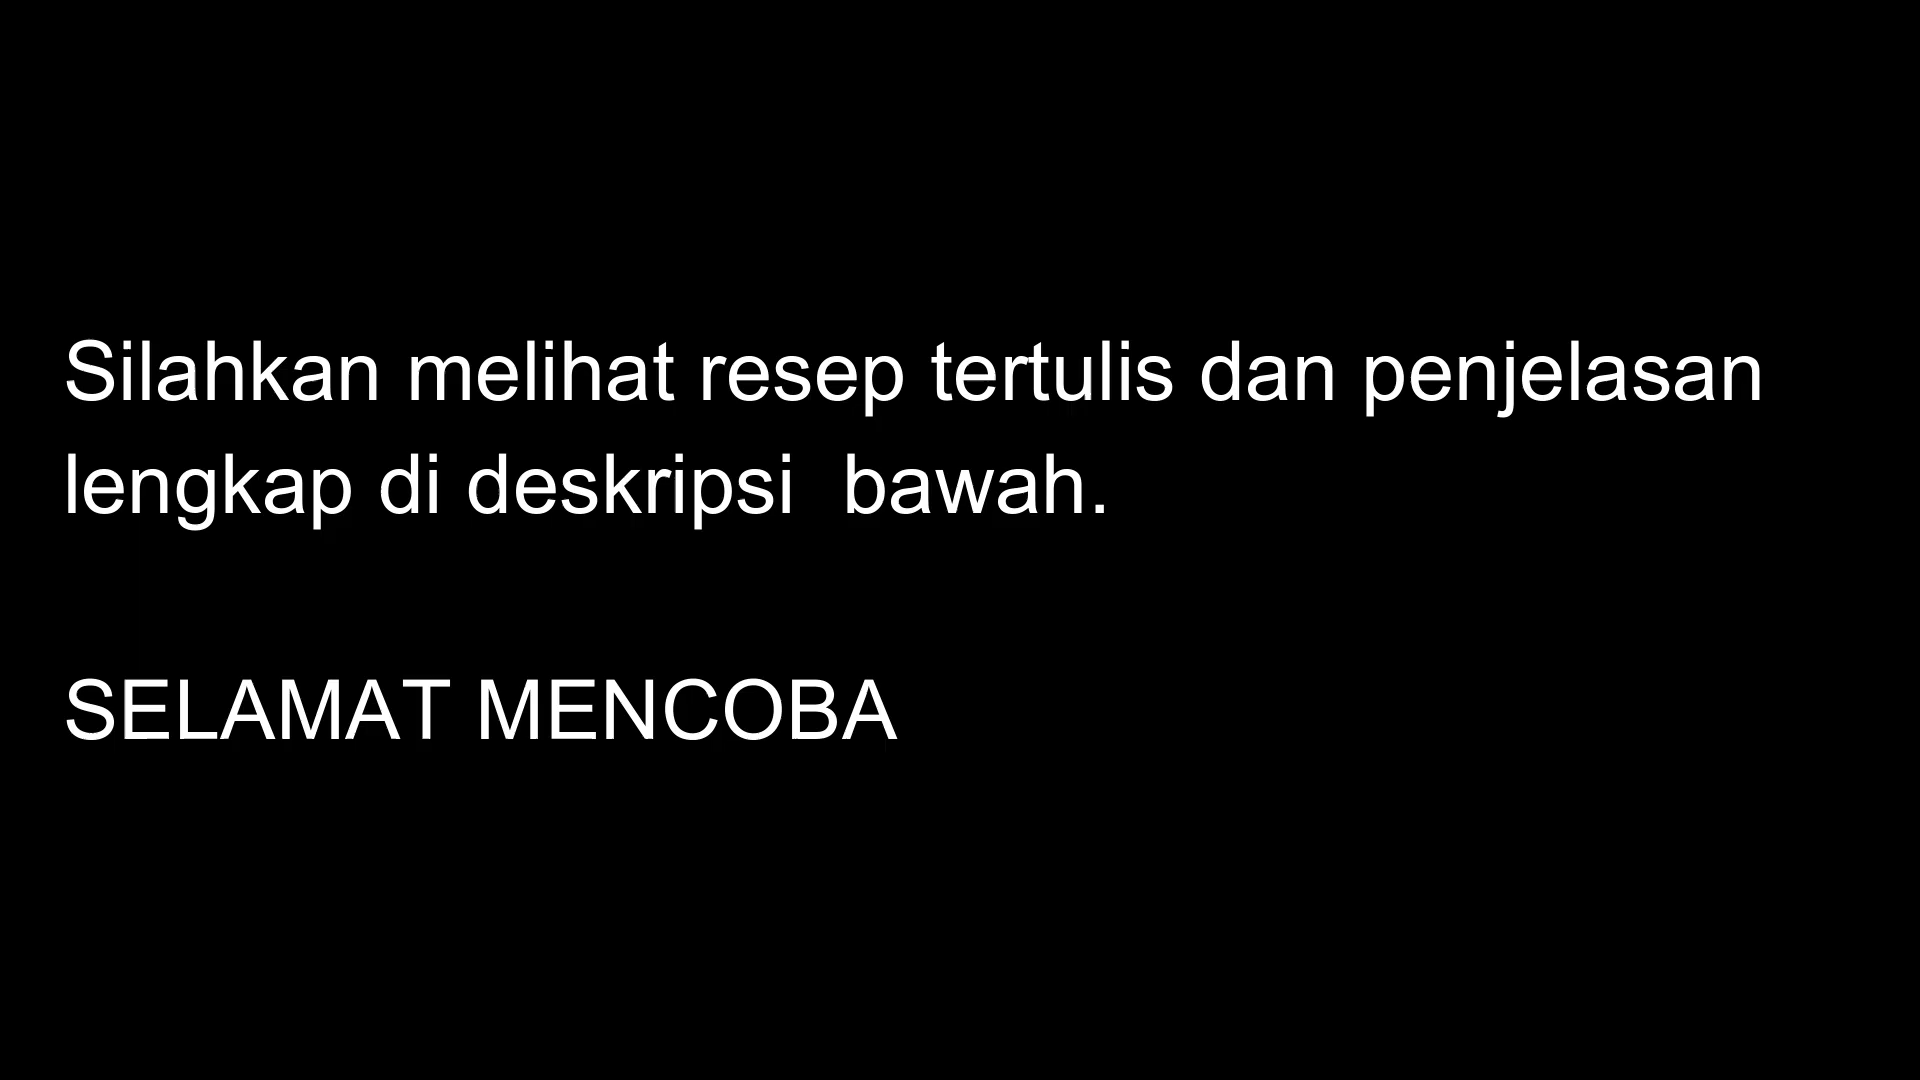 Silahkan melihat resep tertulis dan penjelasan
lengkap di deskripsi  bawah.
SELAMAT MENCOBA